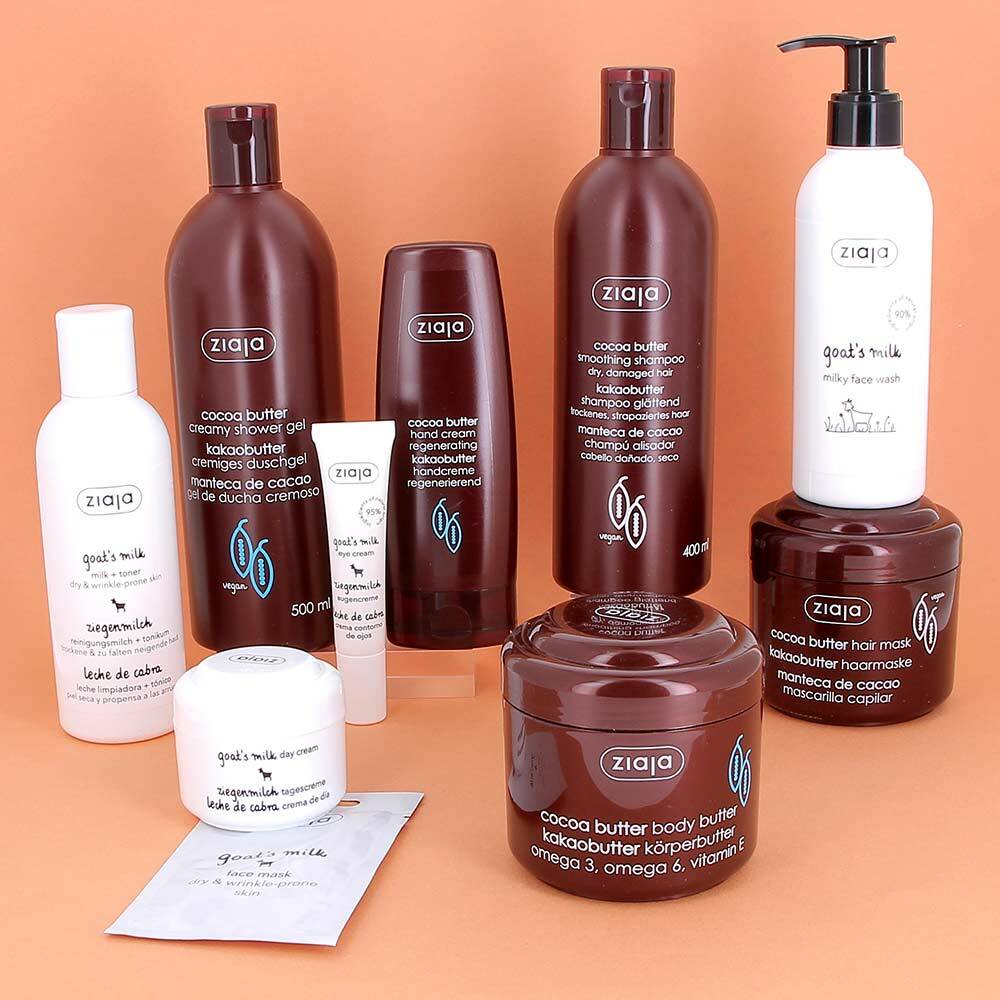 ziaja
cocoa butter
creamy shower gel
kakaobutter
cremiges duschgel
manteca de cacao
gel de ducha cremoso
vegan
500 ml
ziaja
cocoa butter
hand cream
regenerating
kakaobutter
handcreme
regenerierend
ziaja
cocoa butter
smoothing shampoo
dry, damaged hair
kakaobutter
shampoo glättend
trockenes, strapaziertes haar
manteca de cacao
champú alisador
cabello dañado, seco
vegan
400 ml
ziaja
90%
goat's milk
milky face wash
ziaja
goat's milk
milk + toner
dry & wrinkle-prone skin
ziegenmilch
reinigungsmilch + tonikum
trockene & zu falten neigende haut
leche de cabra
leche limpiadora + tónico
piel seca y propensa a las arru
ziaja
95%
goat's milk
eye cream
ziegenmilch
augencreme
leche de cabra
crema contorno
de ojos
ziaja
vegan
cocoa butter hair mask
kakaobutter haarmaske
manteca de cacao
mascarilla capilar
ziaja
goat's milk day cream
ziegenmilch tagescreme
leche de cabra crema de día
ziaja
cocoa butter body butter
kakaobutter körperbutter
omega 3, omega 6, vitamin E
ziaja
goat's milk
face mask
dry & wrinkle-prone
skin